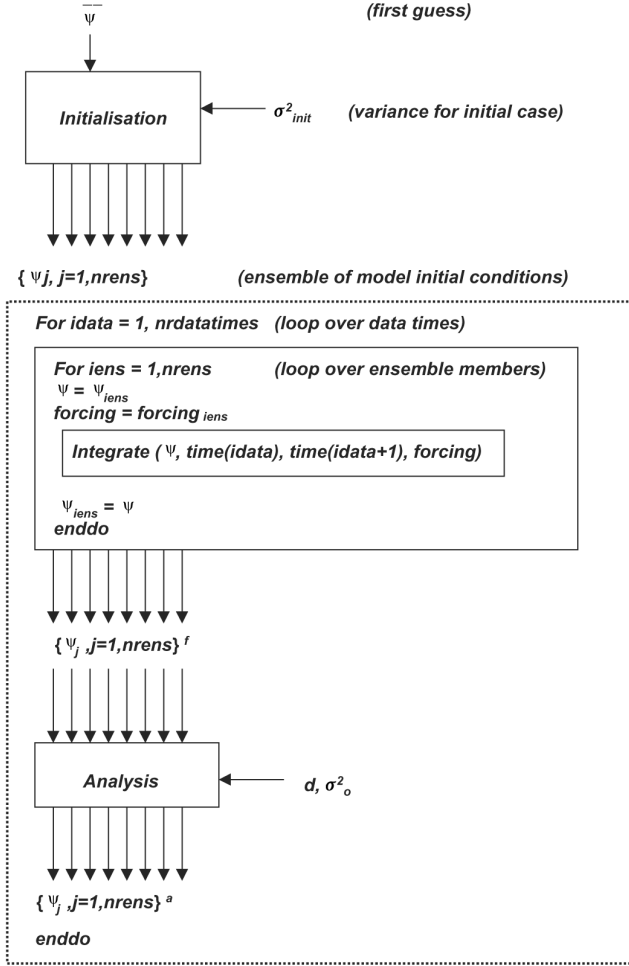 ψ̅ (first guess)
Initialisation
σ²init (variance for initial case)
{ ψj, j=1,nrens} (ensemble of model initial conditions)
For idata = 1, nrdatatimes (loop over data times)
For iens = 1,nrens (loop over ensemble members)
ψ = ψiens
forcing = forcing iens
Integrate ( ψ, time(idata), time(idata+1), forcing)
ψiens = ψ
enddo
{ ψj ,j=1,nrens} f
Analysis
d, σ²o
{ ψj ,j=1,nrens} a
enddo